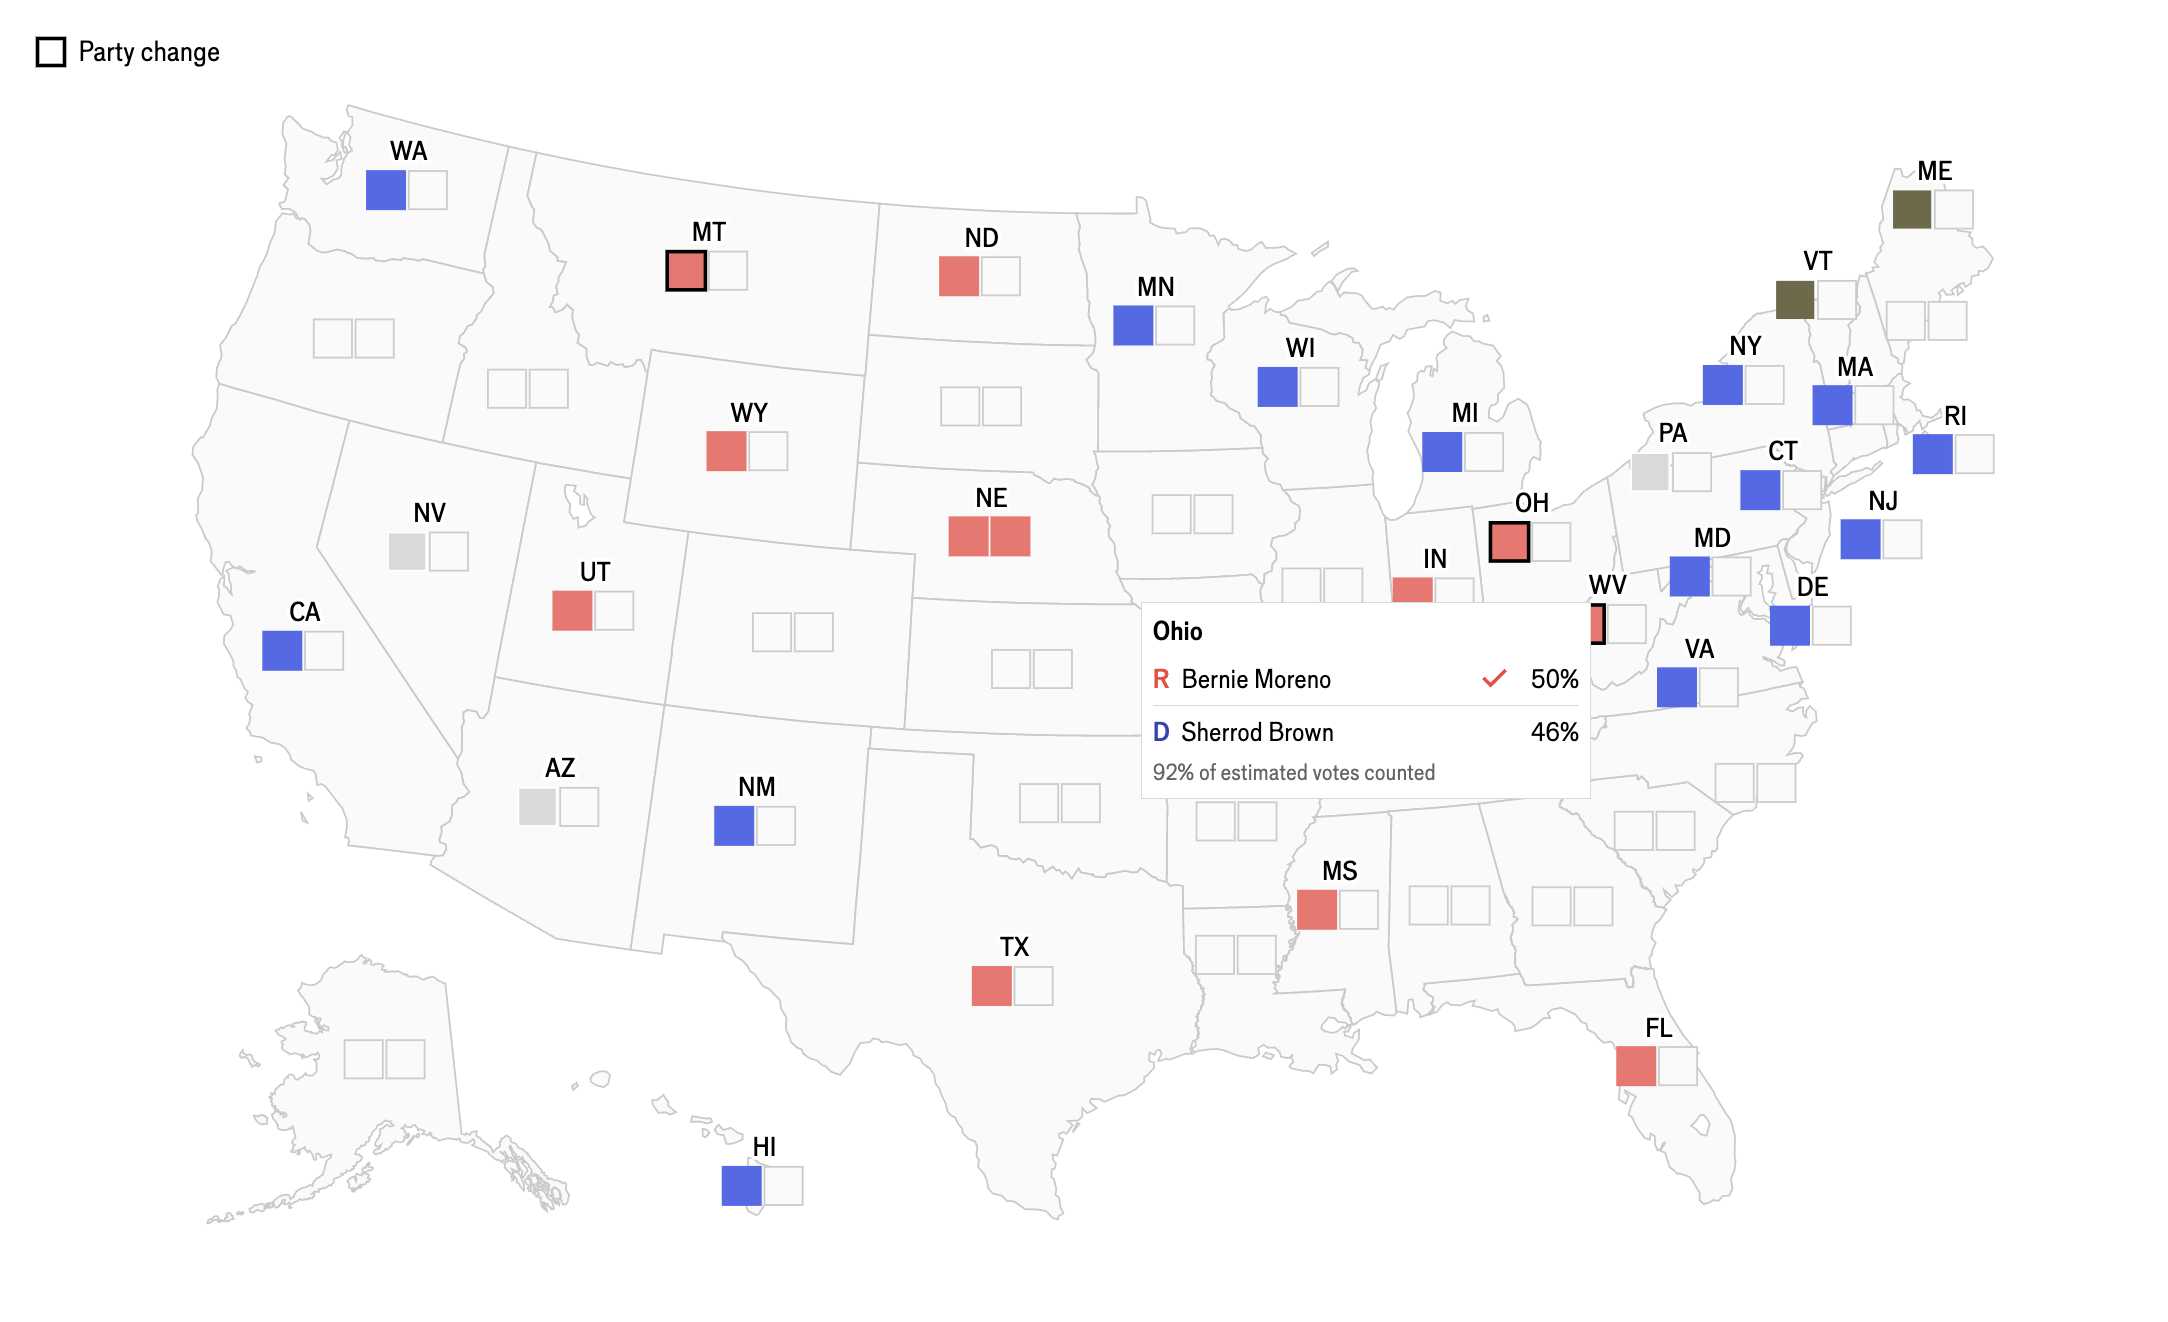 Party change
WA
ME
MT
ND
VT
MN
NY
WI
MA
WY
MI
RI
PA
CT
NE
OH
NJ
NV
MD
IN
UT
WV
DE
CA
Ohio
VA
R Bernie Moreno 50%
D Sherrod Brown 46%
92% of estimated votes counted
AZ
NM
MS
TX
FL
HI